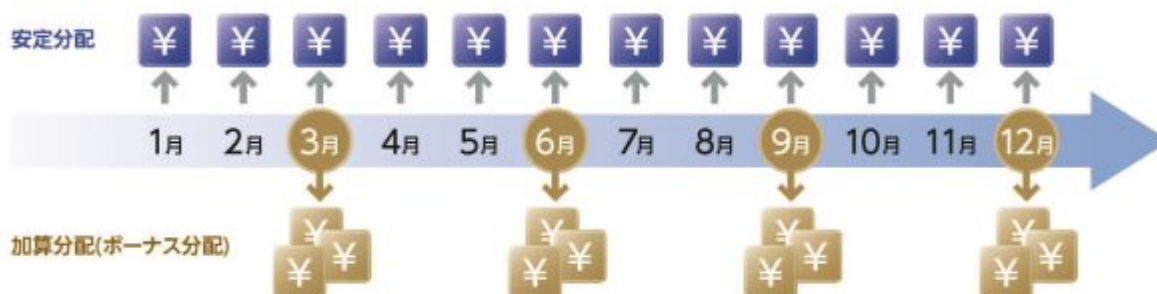 安定分配 ¥ ¥ ¥ ¥ ¥ ¥ ¥ ¥ ¥ ¥ ¥ ¥
1月 2月 3月 4月 5月 6月 7月 8月 9月 10月 11月 12月
加算分配(ボーナス分配) ¥ ¥ ¥ ¥ ¥ ¥ ¥ ¥ ¥ ¥ ¥ ¥